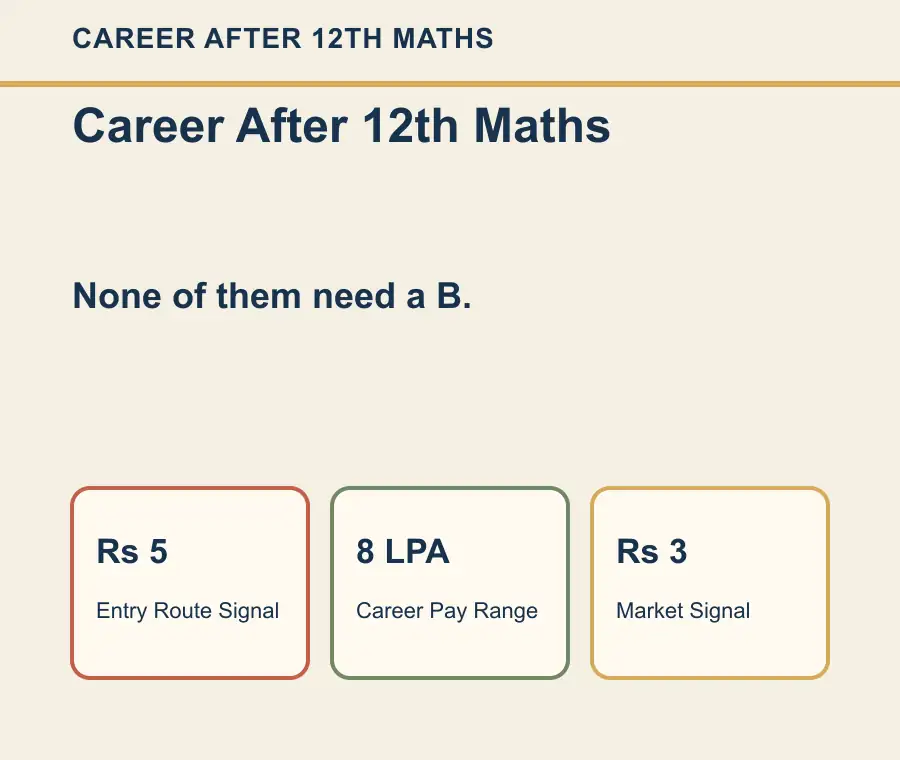 CAREER AFTER 12TH MATHS
Career After 12th Maths
None of them need a B.
Rs 5
Entry Route Signal
8 LPA
Career Pay Range
Rs 3
Market Signal